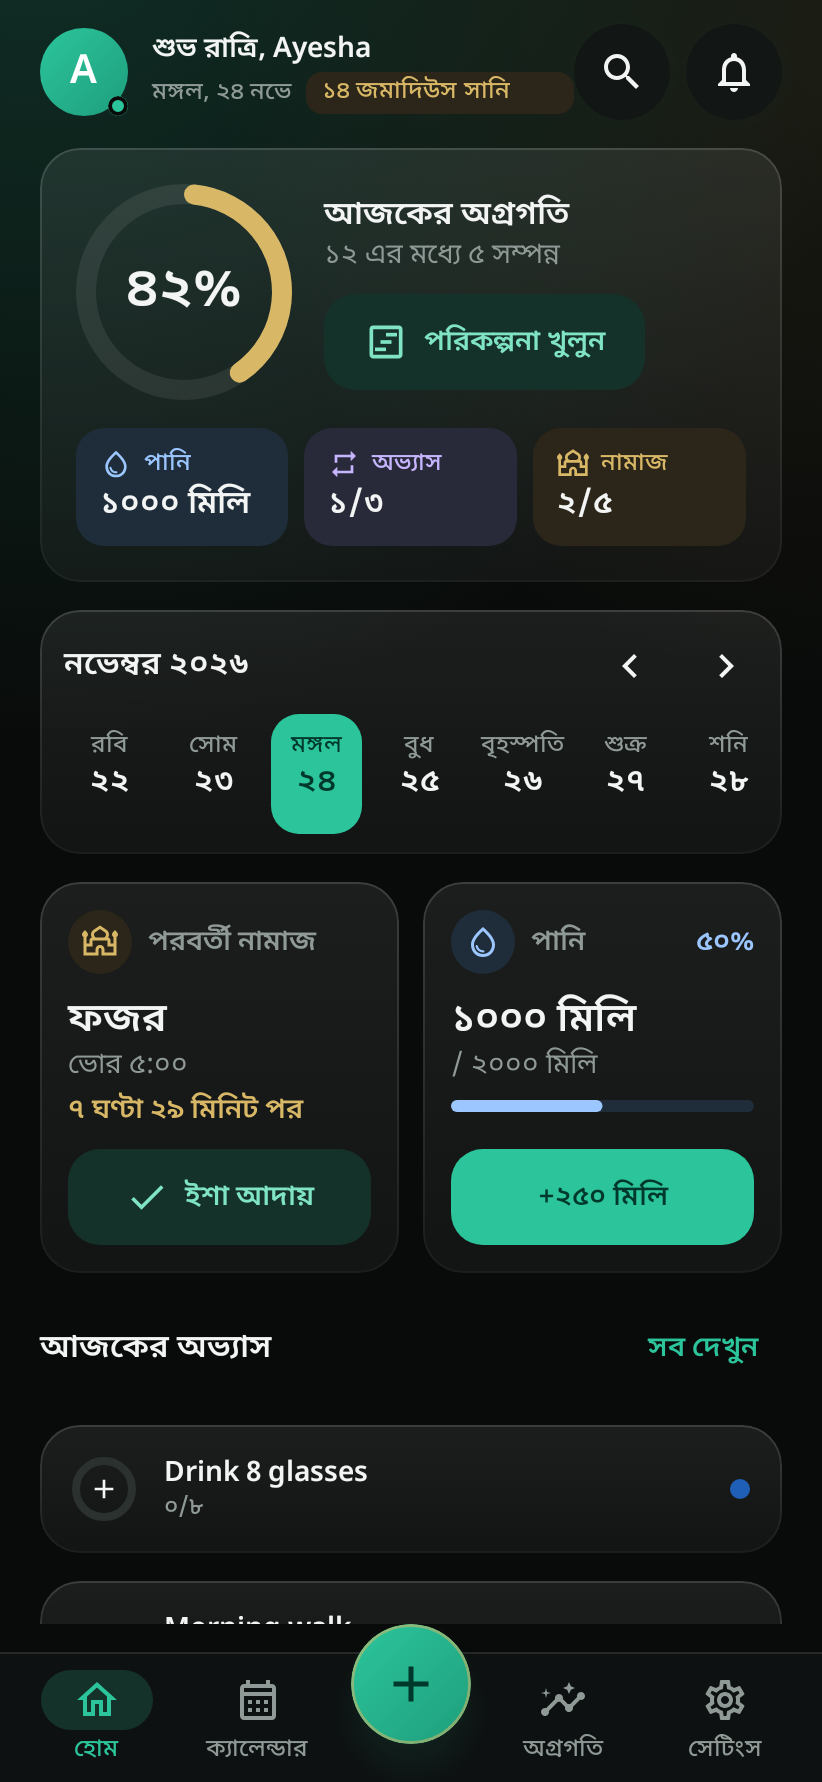 A
শুভ রাত্রি, Ayesha
মঙ্গল, ২৪ নভে
১৪ জমাদিউস সানি
৪২%
আজকের অগ্রগতি
১২ এর মধ্যে ৫ সম্পন্ন
পরিকল্পনা খুলুন
পানি
১০০০ মিলি
অভ্যাস
১/৩
নামাজ
২/৫
নভেম্বর ২০২৬
রবি সোম মঙ্গল বুধ বৃহস্পতি শুক্র শনি
২২ ২৩ ২৪ ২৫ ২৬ ২৭ ২৮
পরবর্তী নামাজ
ফজর
ভোর ৫:০০
৭ ঘণ্টা ২৯ মিনিট পর
ইশা আদায়
পানি
৫০%
১০০০ মিলি
/ ২০০০ মিলি
+২৫০ মিলি
আজকের অভ্যাস
সব দেখুন
Drink 8 glasses
০/৮
Morning walk
হোম
ক্যালেন্ডার
অগ্রগতি
সেটিংস